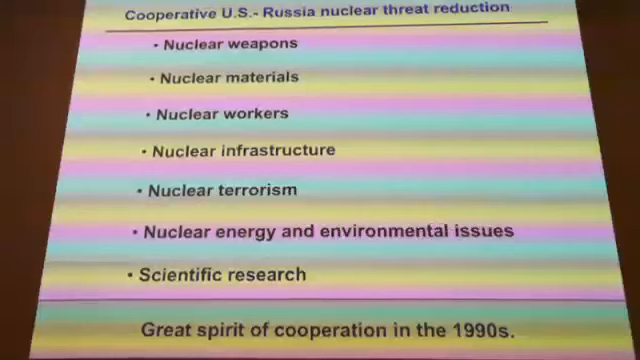 Cooperative U.S.- Russia nuclear threat reduction
• Nuclear weapons
• Nuclear materials
• Nuclear workers
• Nuclear infrastructure
• Nuclear terrorism
• Nuclear energy and environmental issues
• Scientific research
Great spirit of cooperation in the 1990s.